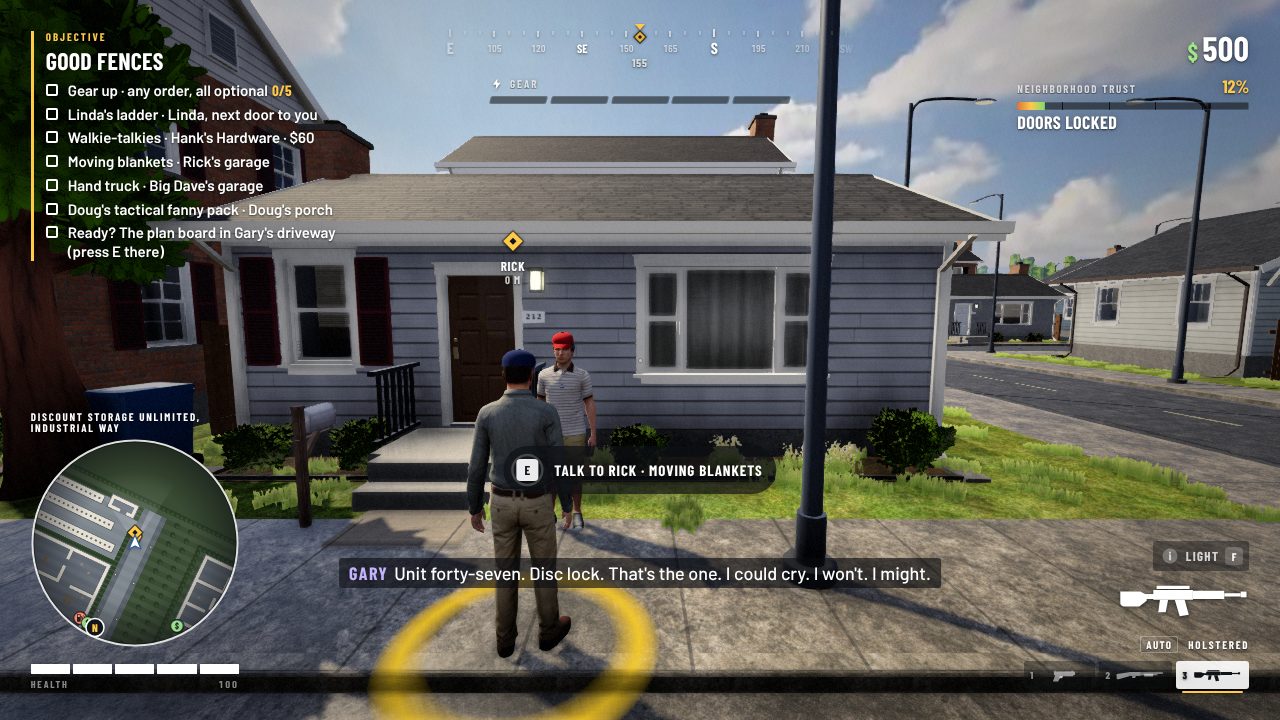 OBJECTIVE
GOOD FENCES
Gear up · any order, all optional 0/5
Linda's ladder · Linda, next door to you
Walkie-talkies · Hank's Hardware · $60
Moving blankets · Rick's garage
Hand truck · Big Dave's garage
Doug's tactical fanny pack · Doug's porch
Ready? The plan board in Gary's driveway
(press E there)
E 105 120 SE 150 165 S 195 210 SW
155
GEAR
$500
NEIGHBORHOOD TRUST 12%
DOORS LOCKED
RICK
0 M
212
DISCOUNT STORAGE UNLIMITED,
INDUSTRIAL WAY
E TALK TO RICK · MOVING BLANKETS
GARY Unit forty-seven. Disc lock. That's the one. I could cry. I won't. I might.
N
$
HEALTH 100
i LIGHT F
AUTO HOLSTERED
1 2 3